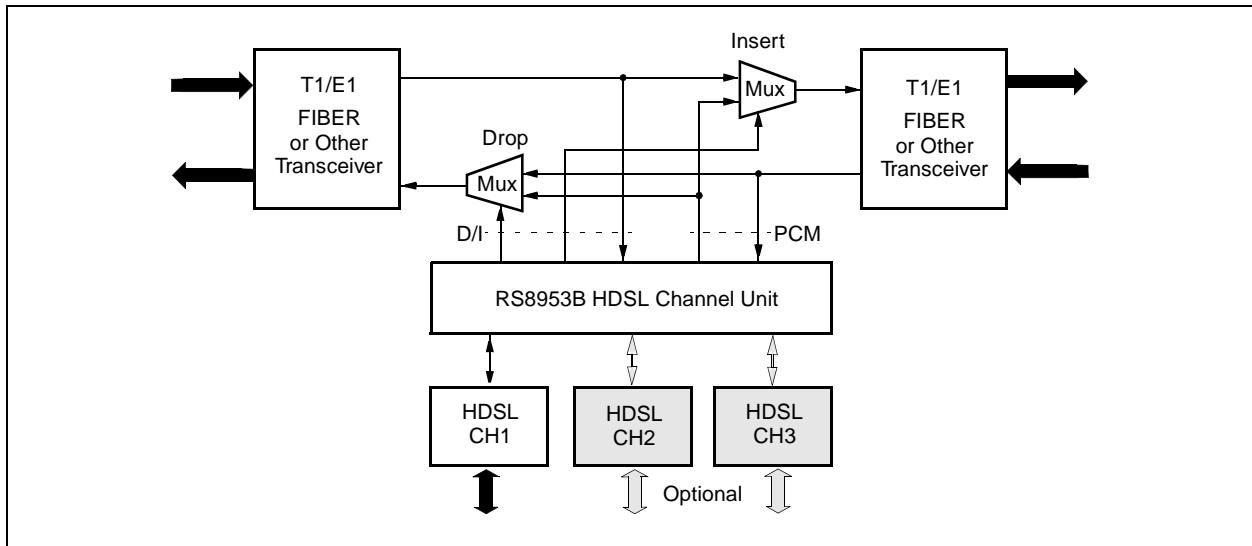 Insert
T1/E1
FIBER
or Other
Transceiver
Mux
T1/E1
FIBER
or Other
Transceiver
Drop
Mux
D/I
PCM
RS8953B HDSL Channel Unit
HDSL
CH1
HDSL
CH2
HDSL
CH3
Optional